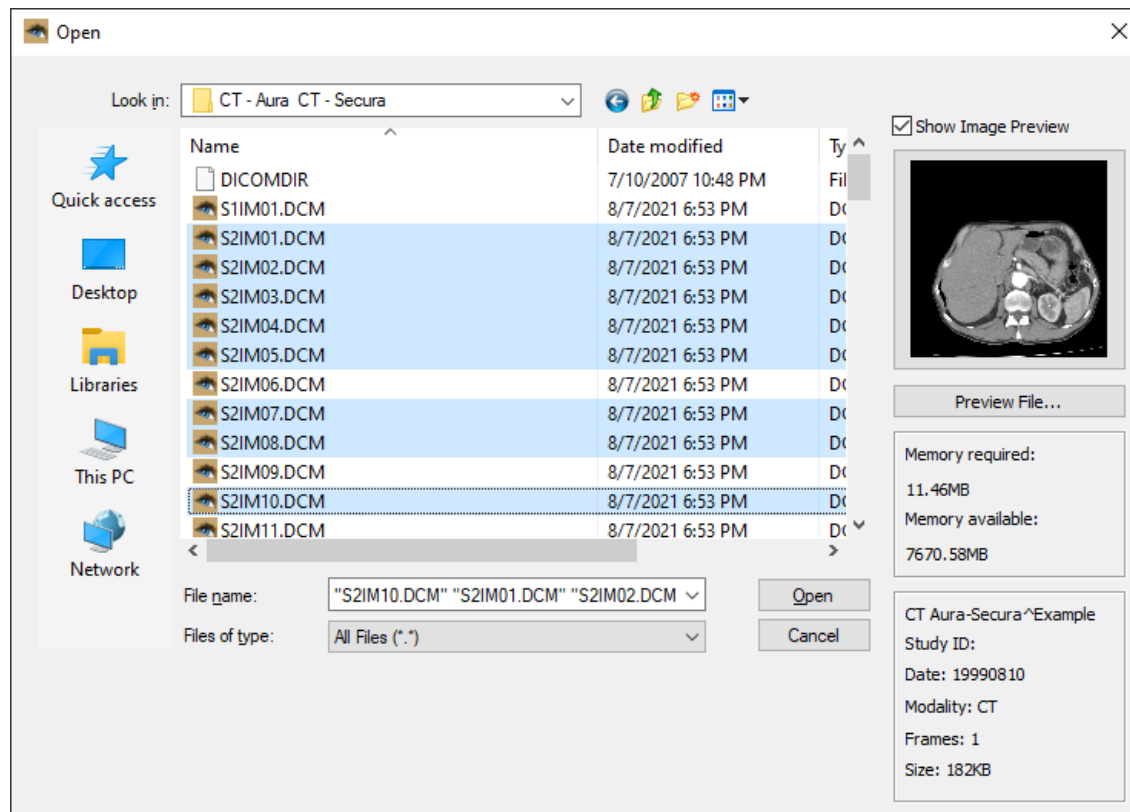 Open
Look in: CT - Aura  CT - Secura
Show Image Preview
Quick access
Desktop
Libraries
This PC
Network
Name Date modified Ty
DICOMDIR 7/10/2007 10:48 PM Fil
S1IM01.DCM 8/7/2021 6:53 PM
S2IM01.DCM 8/7/2021 6:53 PM
S2IM02.DCM 8/7/2021 6:53 PM
S2IM03.DCM 8/7/2021 6:53 PM
S2IM04.DCM 8/7/2021 6:53 PM
S2IM05.DCM 8/7/2021 6:53 PM
S2IM06.DCM 8/7/2021 6:53 PM
S2IM07.DCM 8/7/2021 6:53 PM
S2IM08.DCM 8/7/2021 6:53 PM
S2IM09.DCM 8/7/2021 6:53 PM
S2IM10.DCM 8/7/2021 6:53 PM
S2IM11.DCM 8/7/2021 6:53 PM
File name: "S2IM10.DCM" "S2IM01.DCM" "S2IM02.DCM Open
Files of type: All Files (*.*) Cancel
Preview File...
Memory required:
11.46MB
Memory available:
7670.58MB
CT Aura-Secura^Example
Study ID:
Date: 19990810
Modality: CT
Frames: 1
Size: 182KB